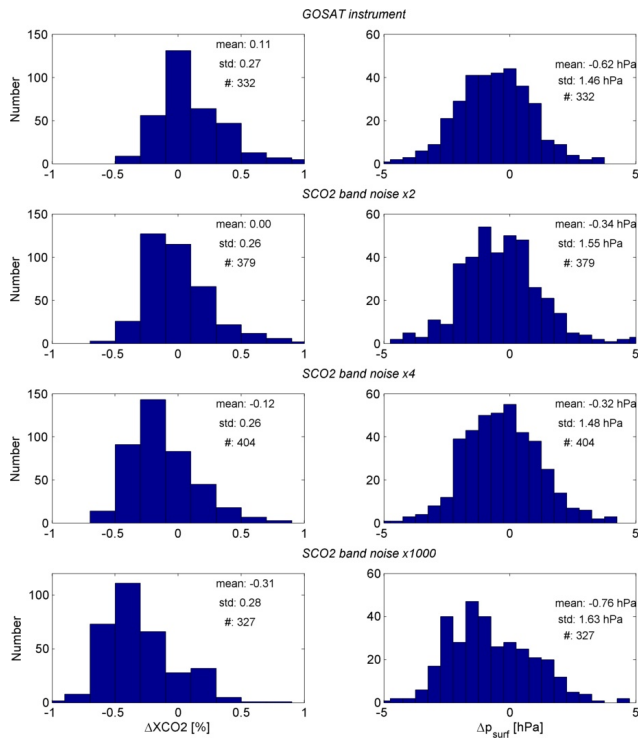 GOSAT instrument
150
100
50
0
Number
-1
-0.5
0
0.5
1
mean: 0.11
std: 0.27
#: 332
60
40
20
0
-5
0
5
mean: -0.62 hPa
std: 1.46 hPa
#: 332
SCO2 band noise x2
150
100
50
0
Number
-1
-0.5
0
0.5
1
mean: 0.00
std: 0.26
#: 379
60
40
20
0
-5
0
5
mean: -0.34 hPa
std: 1.55 hPa
#: 379
SCO2 band noise x4
150
100
50
0
Number
-1
-0.5
0
0.5
1
mean: -0.12
std: 0.26
#: 404
60
40
20
0
-5
0
5
mean: -0.32 hPa
std: 1.48 hPa
#: 404
SCO2 band noise x1000
100
50
0
Number
-1
-0.5
0
0.5
1
mean: -0.31
std: 0.28
#: 327
ΔXCO2 [%]
60
40
20
0
-5
0
5
mean: -0.76 hPa
std: 1.63 hPa
#: 327
Δp_surf [hPa]